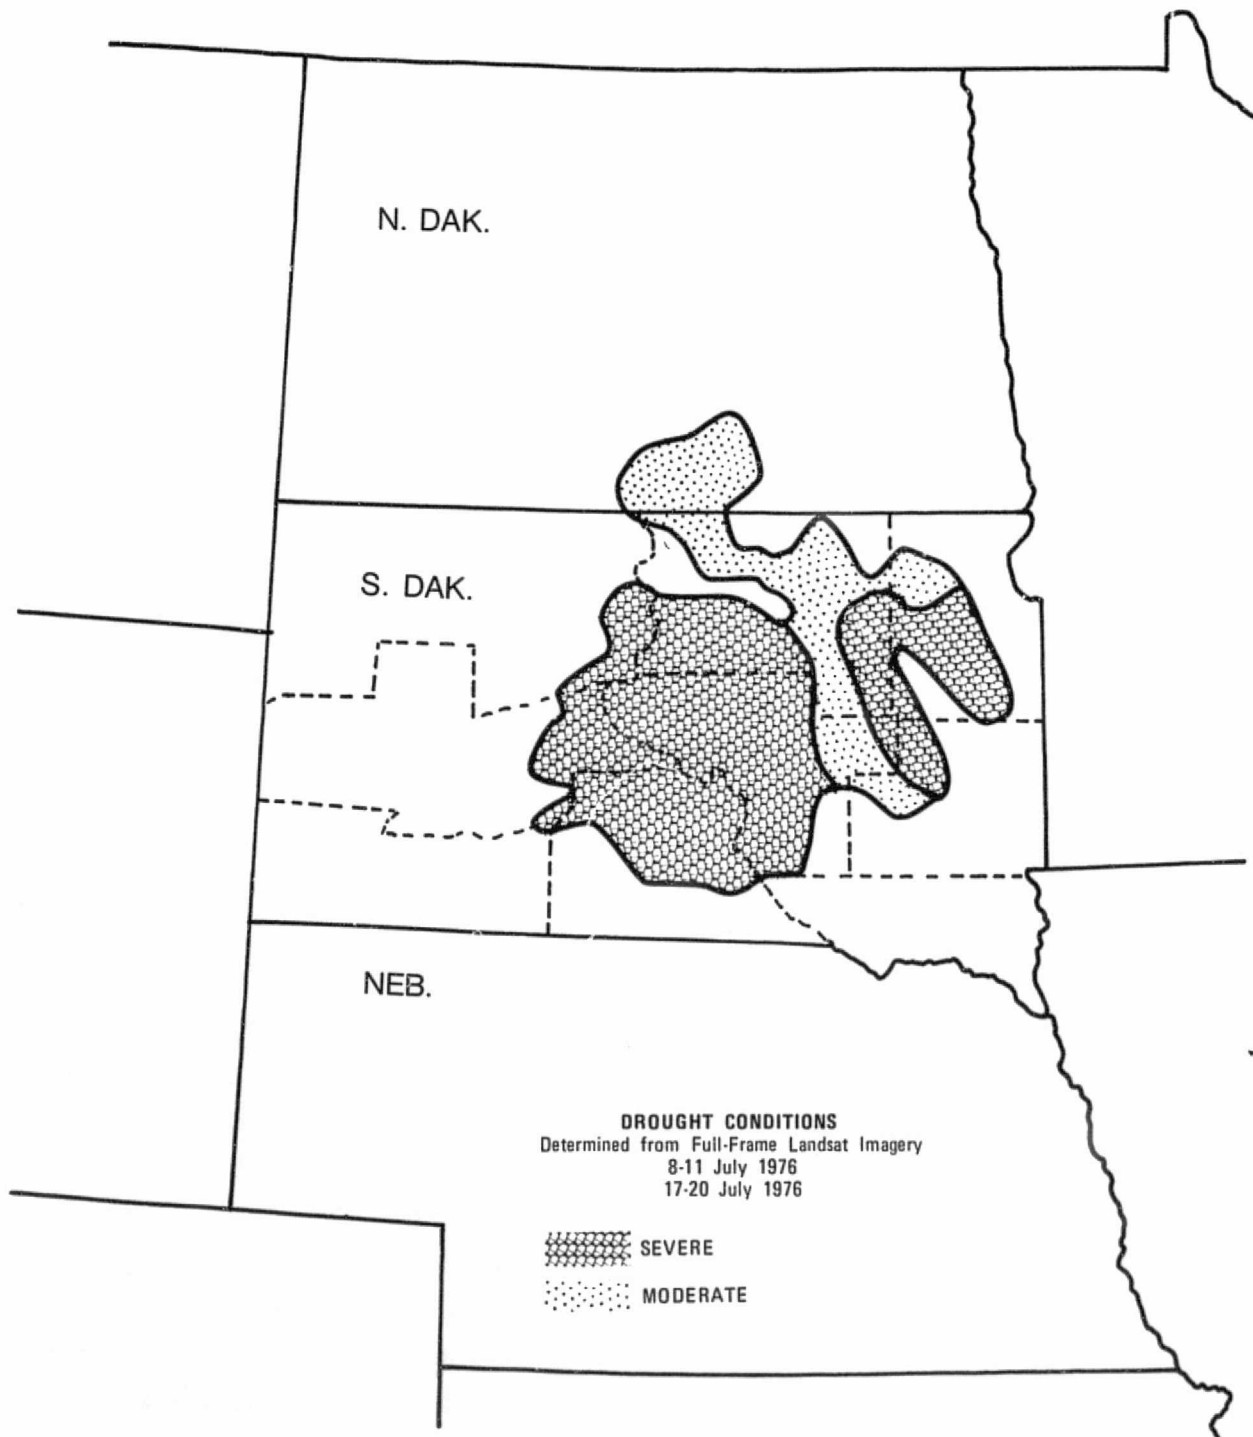 N. DAK.
S. DAK.
NEB.
DROUGHT CONDITIONS
Determined from Full-Frame Landsat Imagery
8-11 July 1976
17-20 July 1976
SEVERE
MODERATE